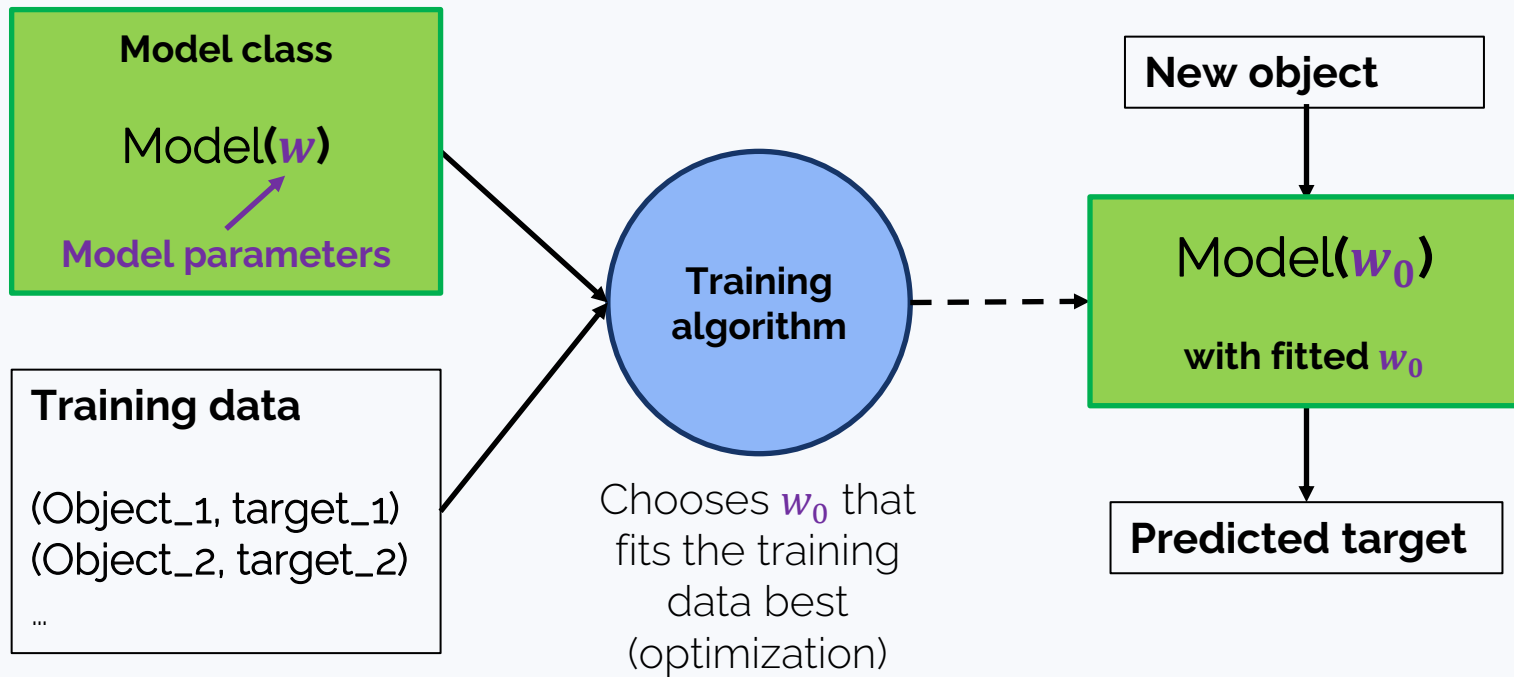 Model class
Model(w)
Model parameters
Training data
(Object_1, target_1)
(Object_2, target_2)
...
Training
algorithm
Chooses w₀ that
fits the training
data best
(optimization)
New object
Model(w₀)
with fitted w₀
Predicted target